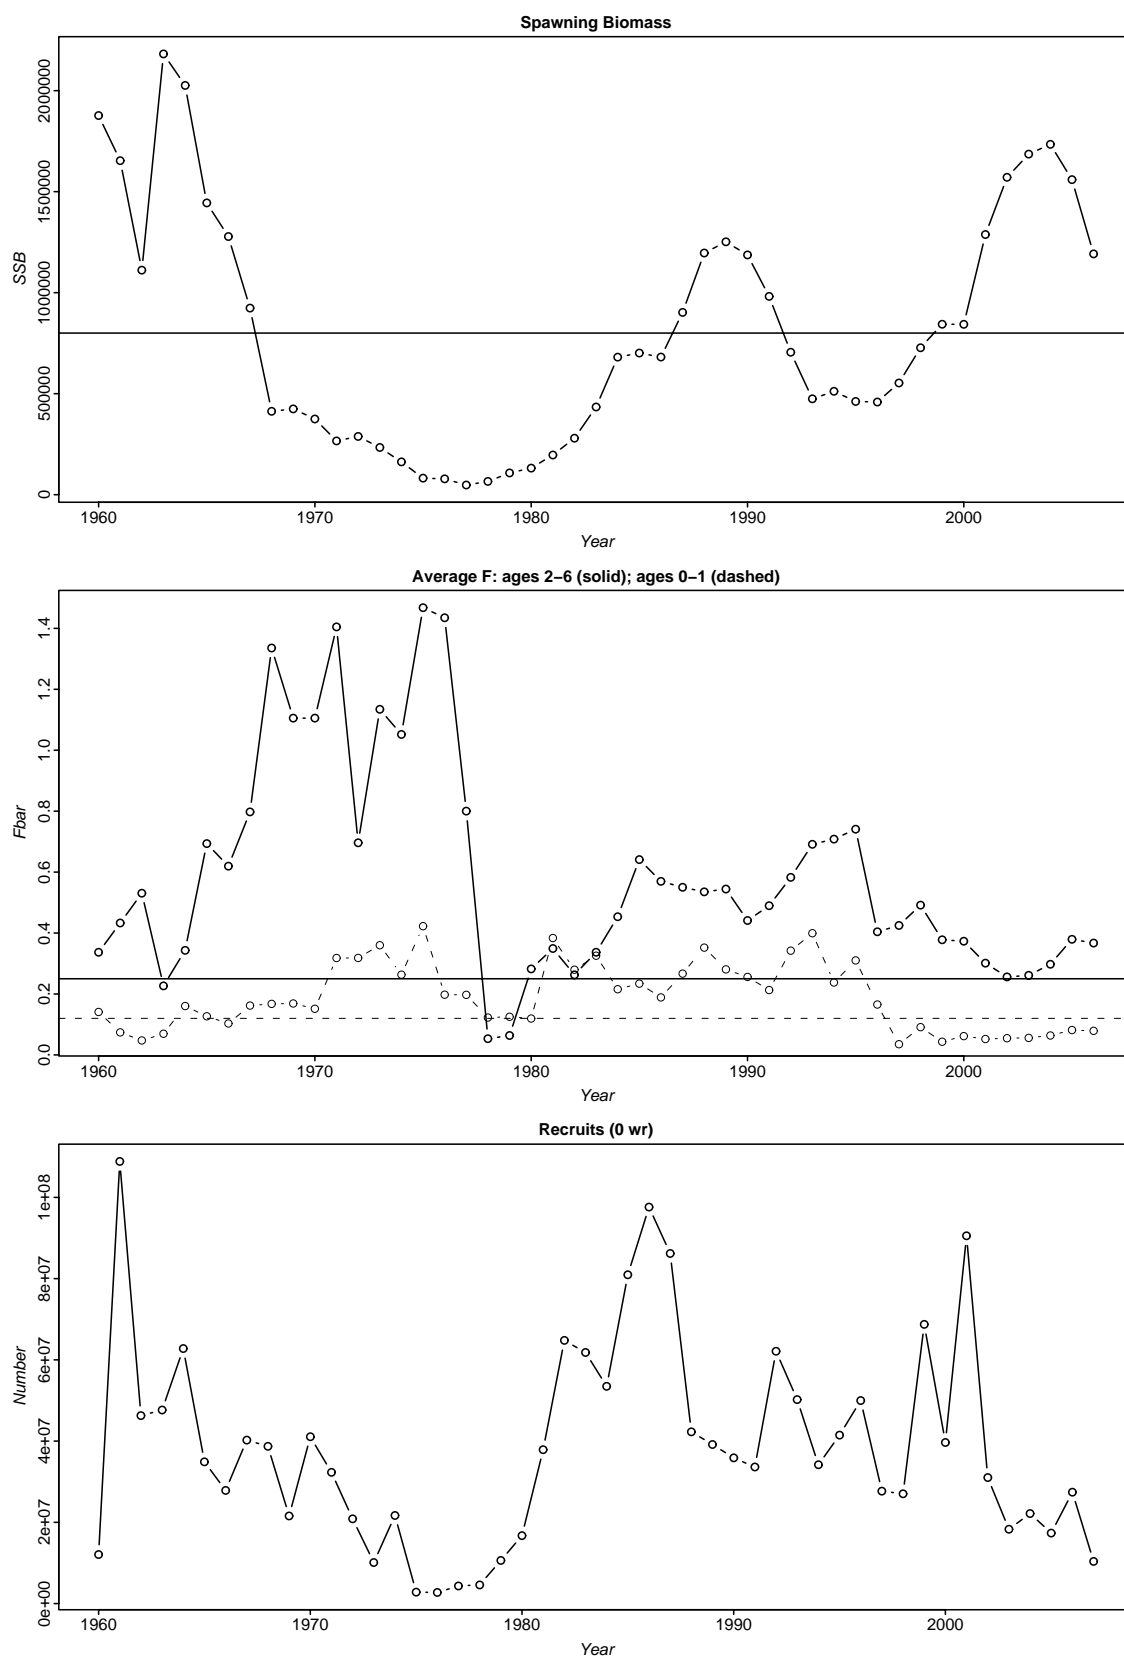 Spawning Biomass
2000000
1500000
1000000
500000
0
SSB
1960 1970 1980 1990 2000
Year
Average F: ages 2−6 (solid); ages 0−1 (dashed)
1.4
1.2
1.0
0.8
0.6
0.4
0.2
0.0
Fbar
1960 1970 1980 1990 2000
Year
Recruits (0 wr)
1e+08
8e+07
6e+07
4e+07
2e+07
0e+00
Number
1960 1970 1980 1990 2000
Year